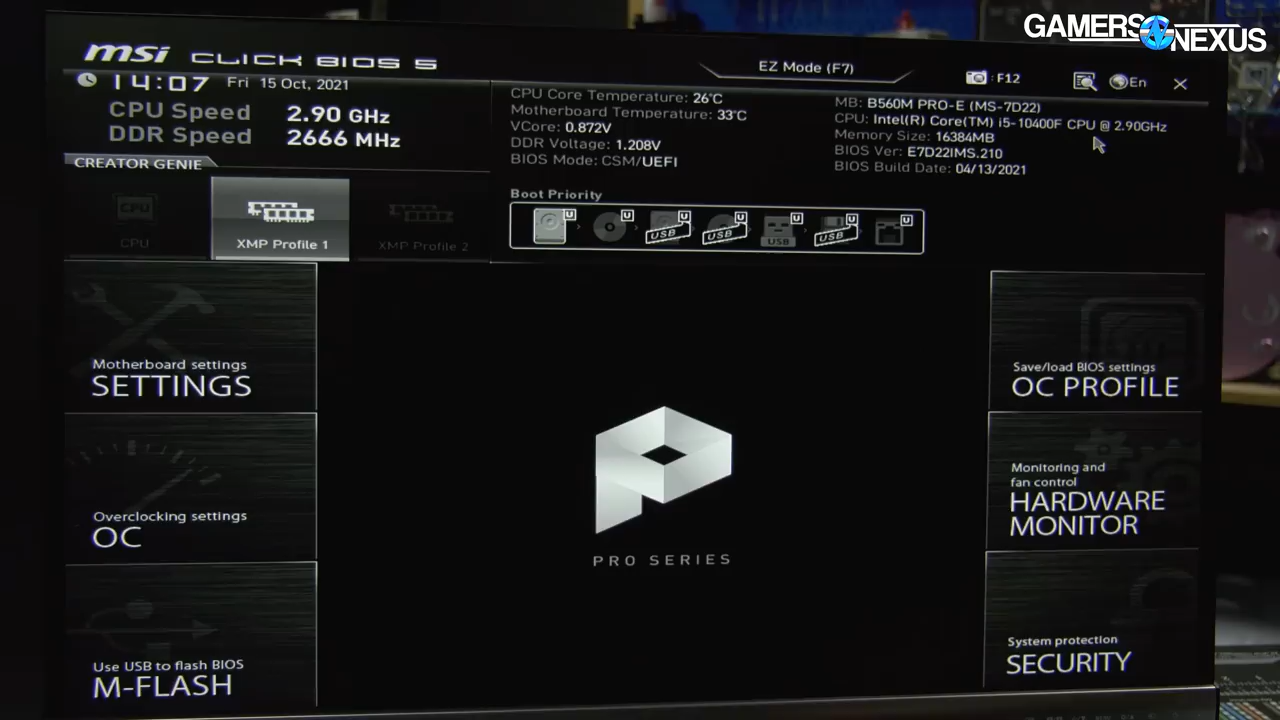 GAMERS NEXUS
msi CLICK BIOS 5
EZ Mode (F7)
: F12
En
14:07 Fri 15 Oct, 2021
CPU Speed 2.90 GHz
DDR Speed 2666 MHz
CREATOR GENIE
CPU
CPU
XMP Profile 1
XMP Profile 2
CPU Core Temperature: 26°C
Motherboard Temperature: 33°C
VCore: 0.872V
DDR Voltage: 1.208V
BIOS Mode: CSM/UEFI
MB: B560M PRO-E (MS-7D22)
CPU: Intel(R) Core(TM) i5-10400F CPU @ 2.90GHz
Memory Size: 16384MB
BIOS Ver: E7D22IMS.210
BIOS Build Date: 04/13/2021
Boot Priority
U U U U U U U
USB USB USB USB
Motherboard settings
SETTINGS
Overclocking settings
OC
Use USB to flash BIOS
M-FLASH
PRO SERIES
Save/load BIOS settings
OC PROFILE
Monitoring and
fan control
HARDWARE
MONITOR
System protection
SECURITY